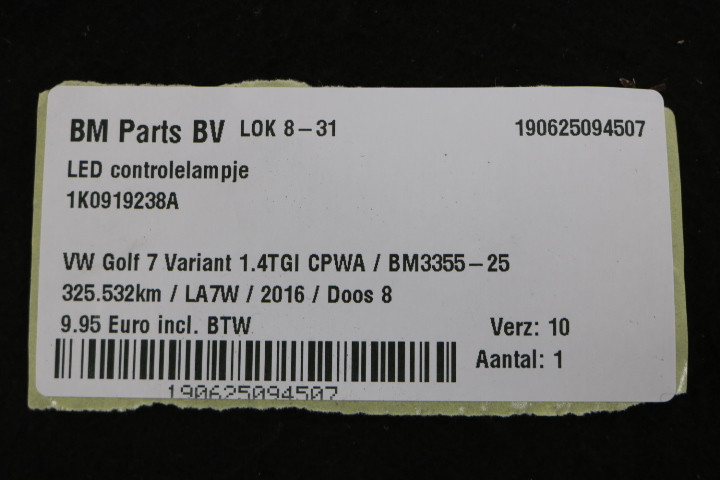 BM Parts BV LOK 8-31 190625094507
LED controlelampje
1K0919238A
VW Golf 7 Variant 1.4TGI CPWA / BM3355-25
325.532km / LA7W / 2016 / Doos 8
9.95 Euro incl. BTW Verz: 10
Aantal: 1
190625094507